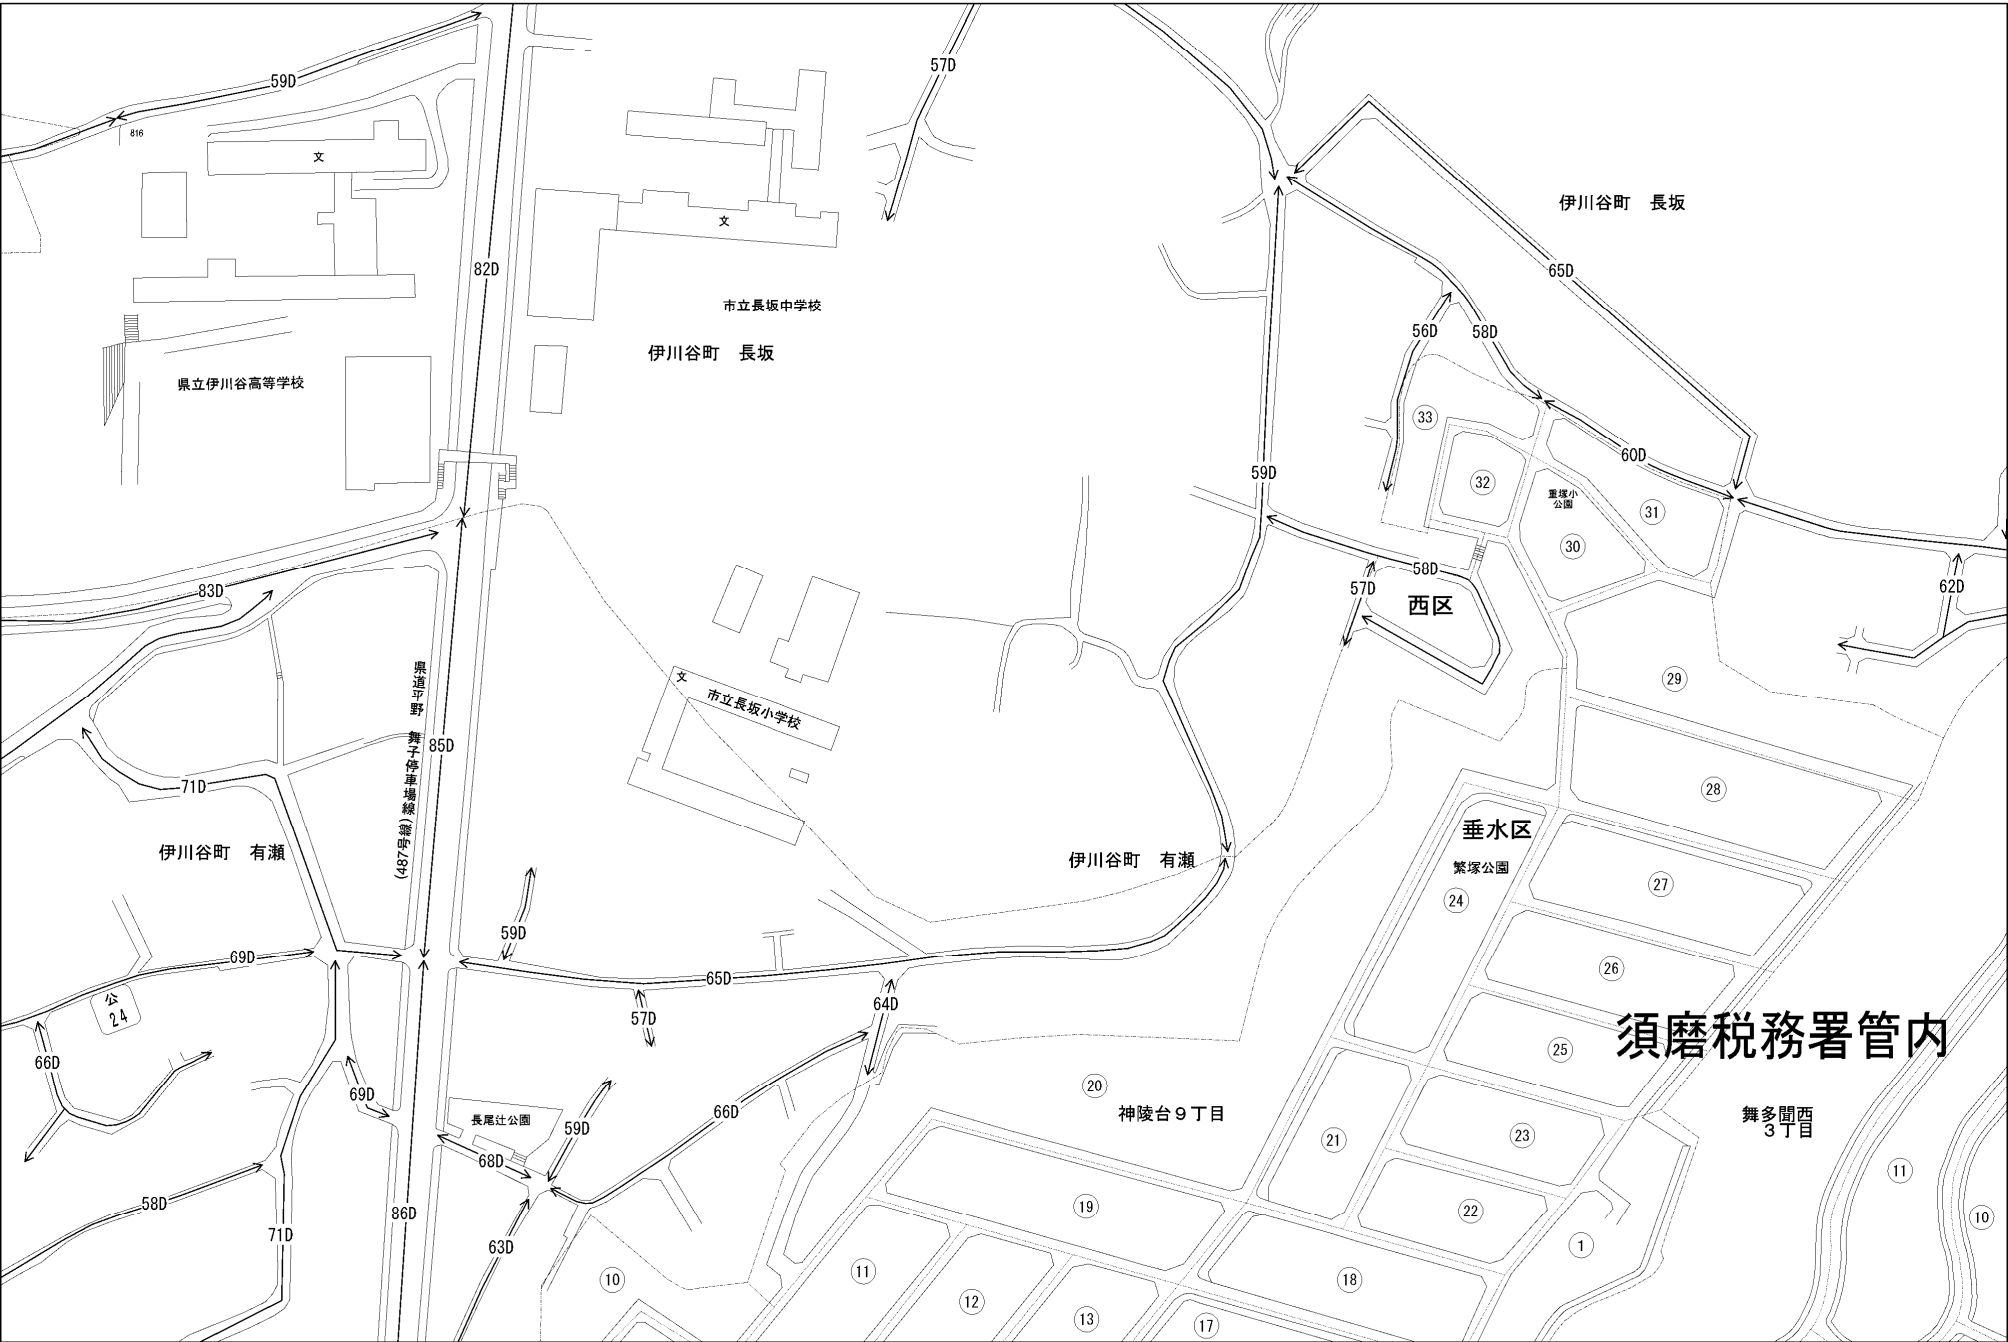 59D
57D
816
文
文
伊川谷町　長坂
82D
65D
市立長坂中学校
56D
58D
伊川谷町　長坂
県立伊川谷高等学校
33
60D
59D
32
重塚小
公園
31
30
58D
83D
57D
62D
西区
県道平野　舞子停車場線
(487号線)
文
市立長坂小学校
29
85D
71D
28
垂水区
伊川谷町　有瀬
伊川谷町　有瀬
繁塚公園
27
24
59D
69D
26
65D
公
24
64D
57D
須磨税務署管内
25
66D
69D
20
神陵台９丁目
66D
舞多聞西
３丁目
長尾辻公園
59D
21
23
68D
11
58D
86D
19
22
10
71D
63D
1
10
11
18
12
13
17